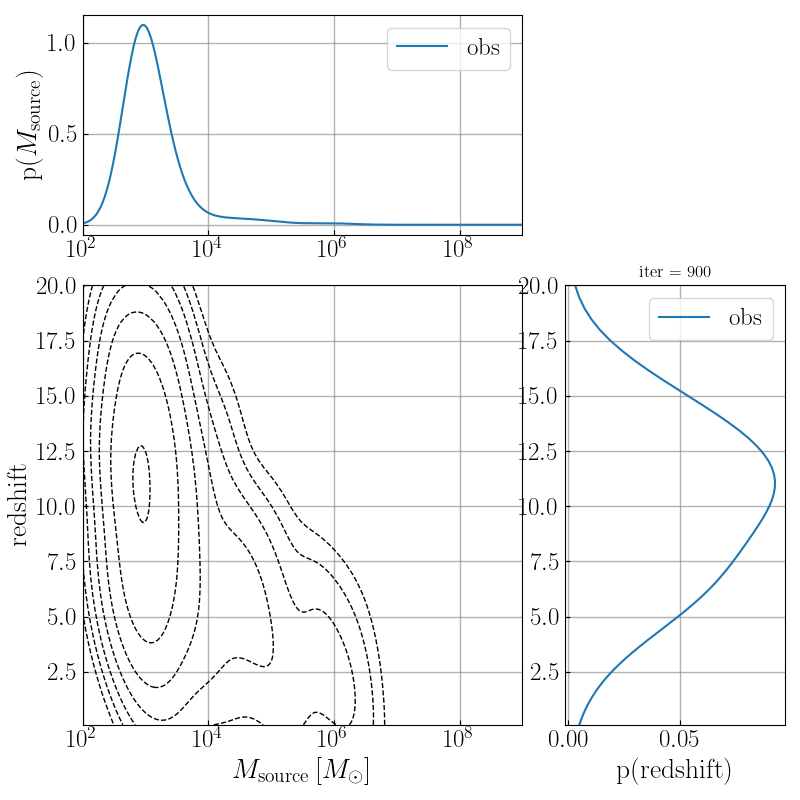 1.0
0.5
0.0
p(M_source)
obs
10^2 10^4 10^6 10^8
iter = 900
20.0
17.5
15.0
12.5
10.0
7.5
5.0
2.5
redshift
10^2 10^4 10^6 10^8
M_source [M_⊙]
20.0
17.5
15.0
12.5
10.0
7.5
5.0
2.5
obs
0.00 0.05
p(redshift)